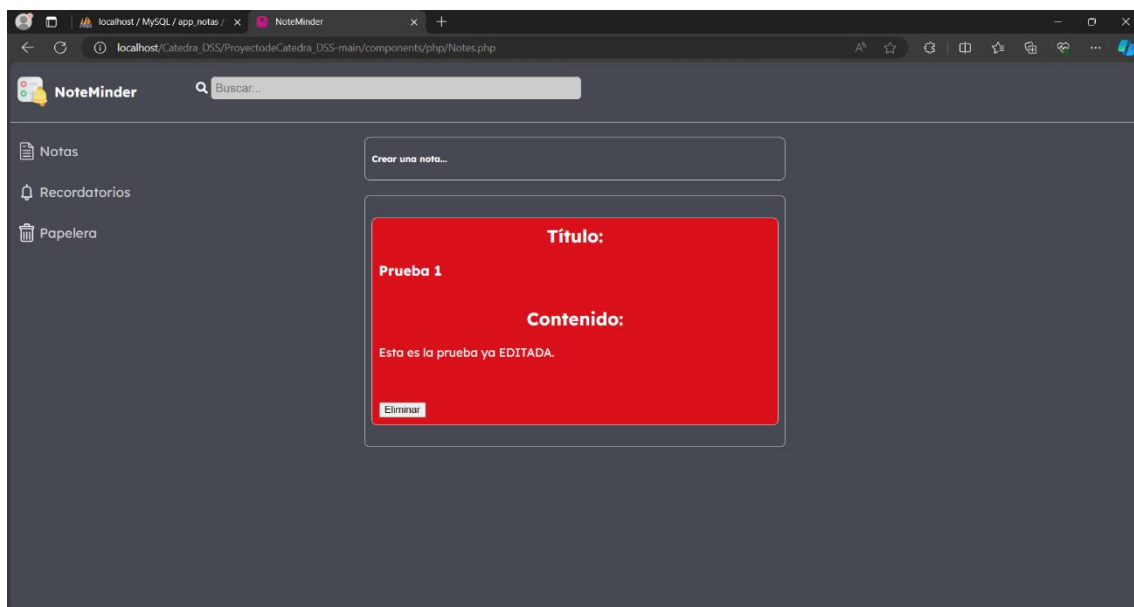 localhost / MySQL / app_notas /
NoteMinder
localhost/Catedra_DSS/ProyectodeCatedra_DSS-main/components/php/Notes.php
NoteMinder
Buscar...
Notas
Recordatorios
Papelera
Crear una nota...
Título:
Prueba 1
Contenido:
Esta es la prueba ya EDITADA.
Eliminar